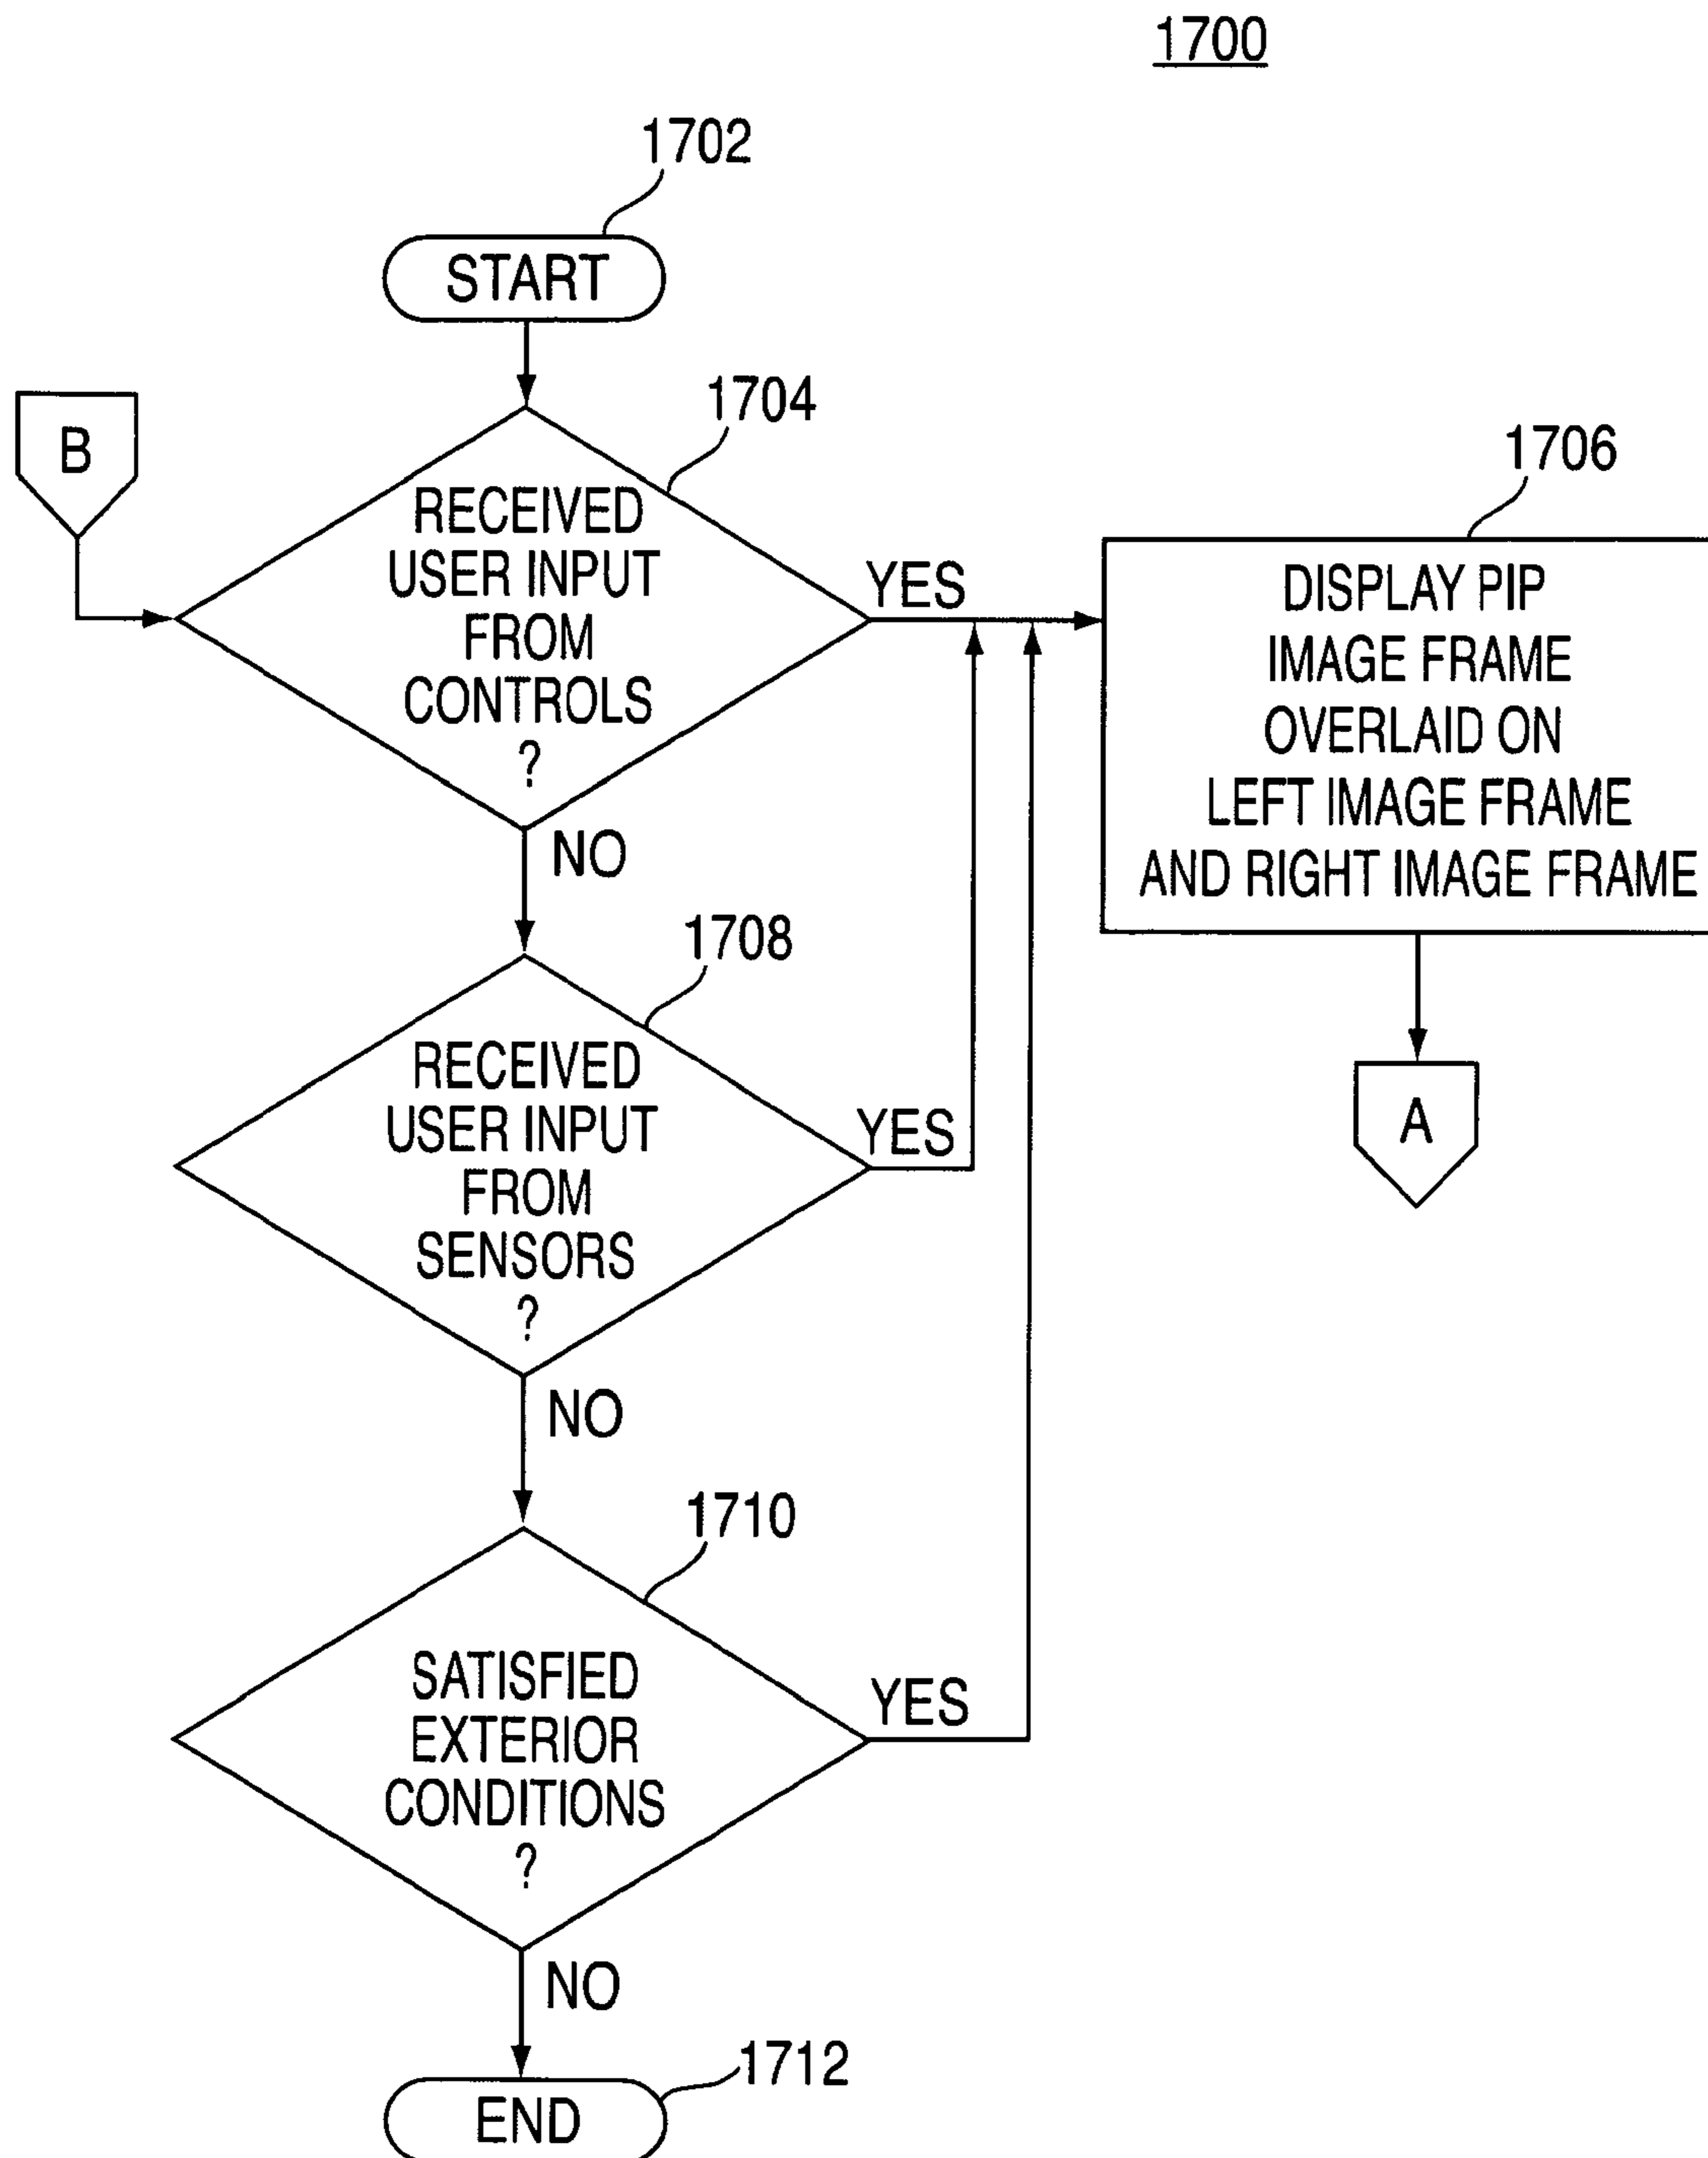 1700
1702
START
B
1704
RECEIVED
USER INPUT
FROM
CONTROLS
?
YES
NO
1706
DISPLAY PIP
IMAGE FRAME
OVERLAID ON
LEFT IMAGE FRAME
AND RIGHT IMAGE FRAME
A
1708
RECEIVED
USER INPUT
FROM
SENSORS
?
YES
NO
1710
SATISFIED
EXTERIOR
CONDITIONS
?
YES
NO
1712
END